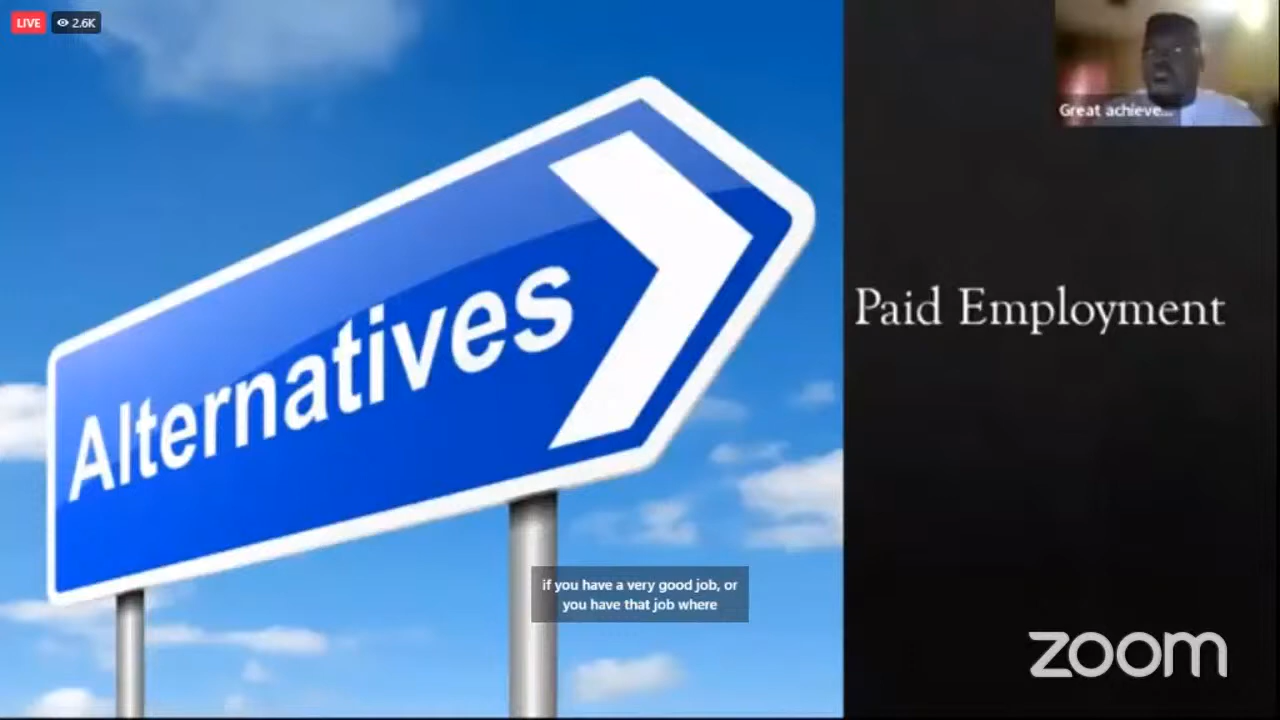 LIVE 2.6K
Great achieve...
Alternatives
Paid Employment
if you have a very good job, or
you have that job where
zoom